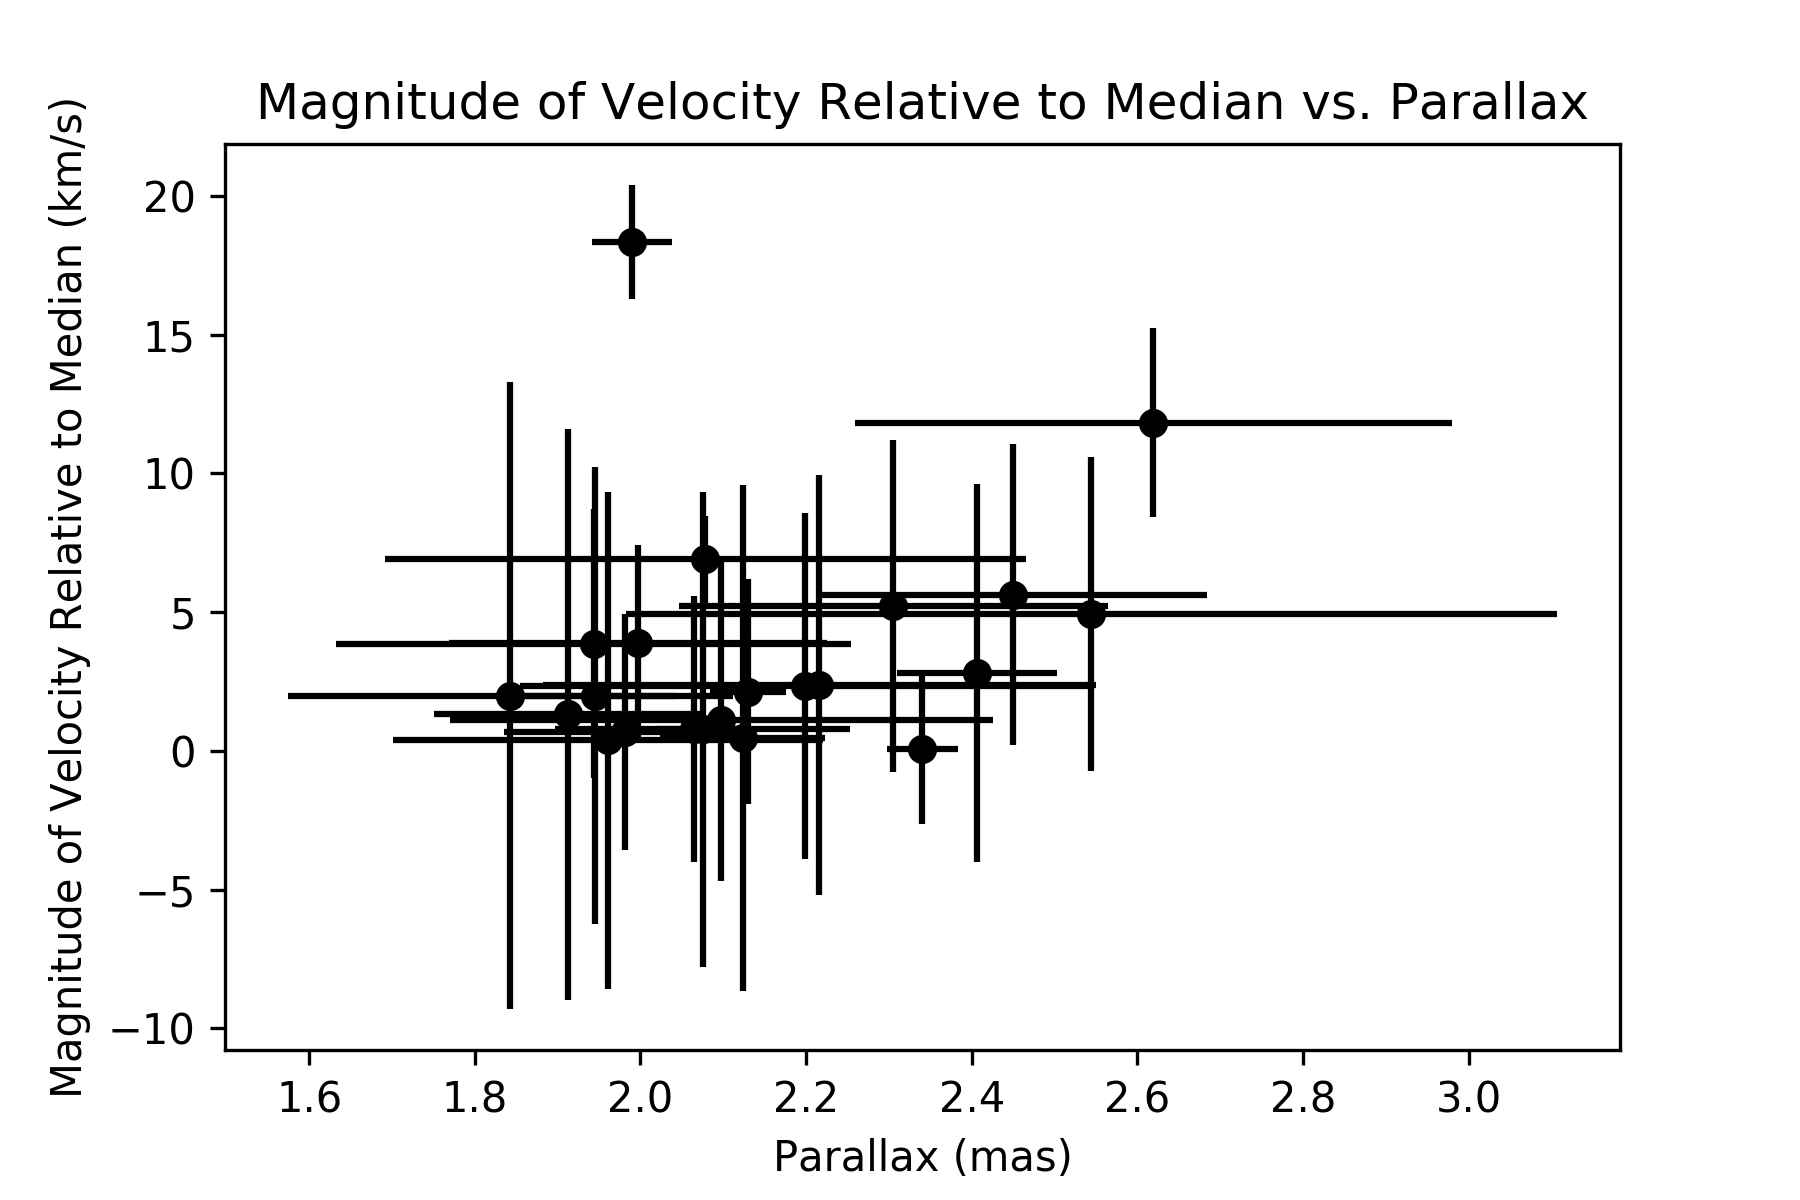 Magnitude of Velocity Relative to Median vs. Parallax
Magnitude of Velocity Relative to Median (km/s)
20
15
10
5
0
−5
−10
1.6 1.8 2.0 2.2 2.4 2.6 2.8 3.0
Parallax (mas)